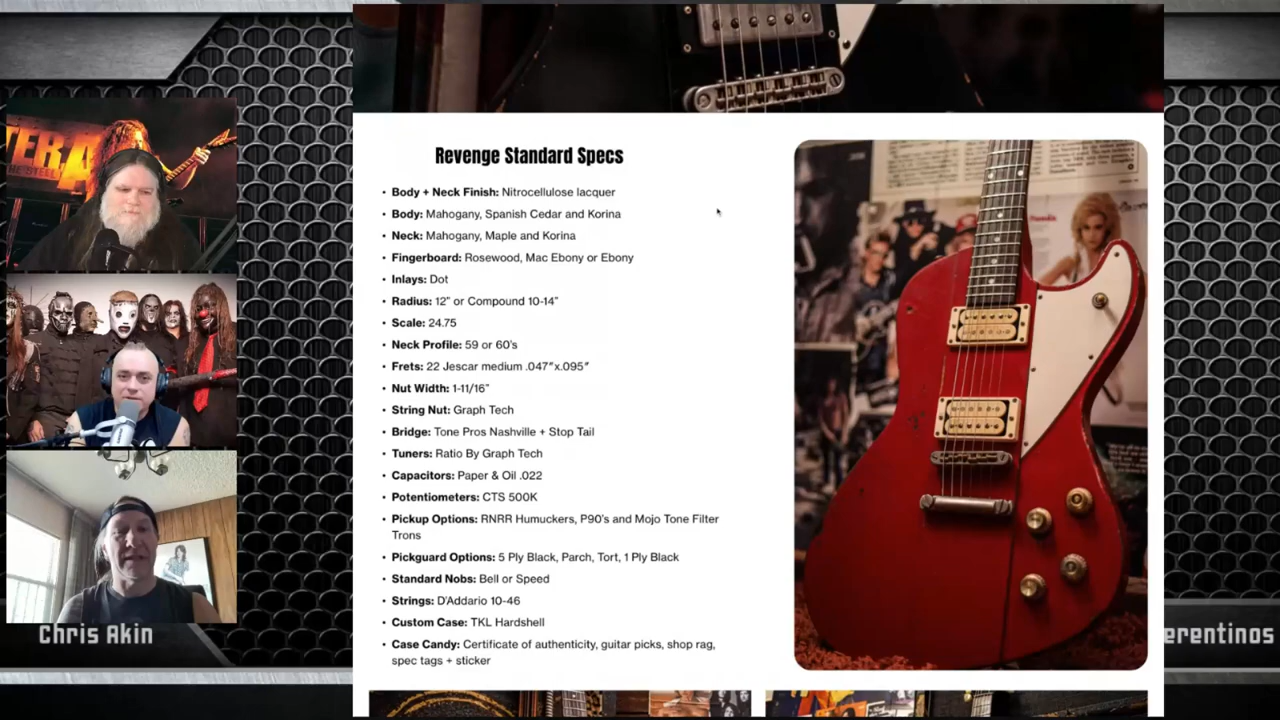 TERA
THE STEEL
Revenge Standard Specs
• Body + Neck Finish: Nitrocellulose lacquer
• Body: Mahogany, Spanish Cedar and Korina
• Neck: Mahogany, Maple and Korina
• Fingerboard: Rosewood, Mac Ebony or Ebony
• Inlays: Dot
• Radius: 12” or Compound 10-14”
• Scale: 24.75
• Neck Profile: 59 or 60’s
• Frets: 22 Jescar medium .047″x.095″
• Nut Width: 1-11/16”
• String Nut: Graph Tech
• Bridge: Tone Pros Nashville + Stop Tail
• Tuners: Ratio By Graph Tech
• Capacitors: Paper & Oil .022
• Potentiometers: CTS 500K
• Pickup Options: RNRR Humuckers, P90’s and Mojo Tone Filter
Trons
• Pickguard Options: 5 Ply Black, Parch, Tort, 1 Ply Black
• Standard Nobs: Bell or Speed
• Strings: D’Addario 10-46
• Custom Case: TKL Hardshell
• Case Candy: Certificate of authenticity, guitar picks, shop rag,
spec tags + sticker
Chris Akin
erentinos